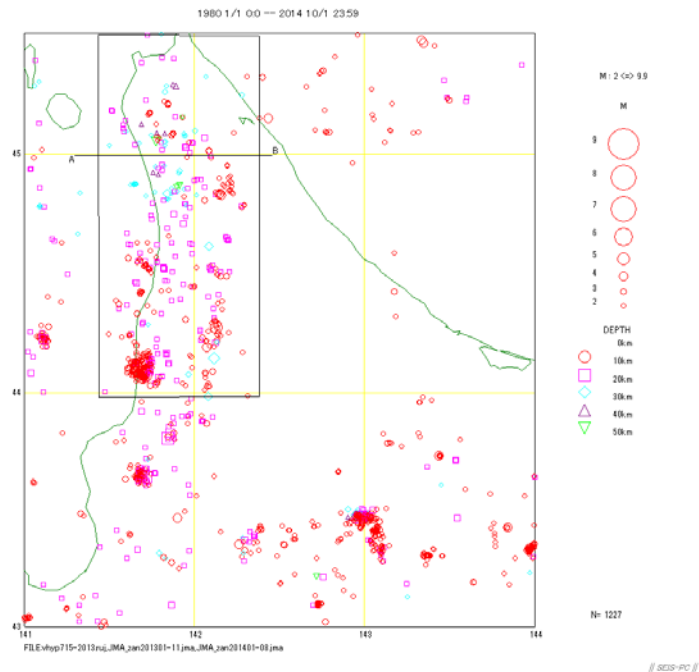 1980 1/1 0:0 -- 2014 10/1 23:59
M : 2 <=> 9.9
M
9
8
7
6
5
4
3
2
DEPTH
0km
10km
20km
30km
40km
50km
A
B
45
44
43
141
142
143
144
N= 1227
FILE:vhyp715-2013.ruj,JMA_zan201301-11.jma,JMA_zan201401-08.jma
// SEIS-PC //